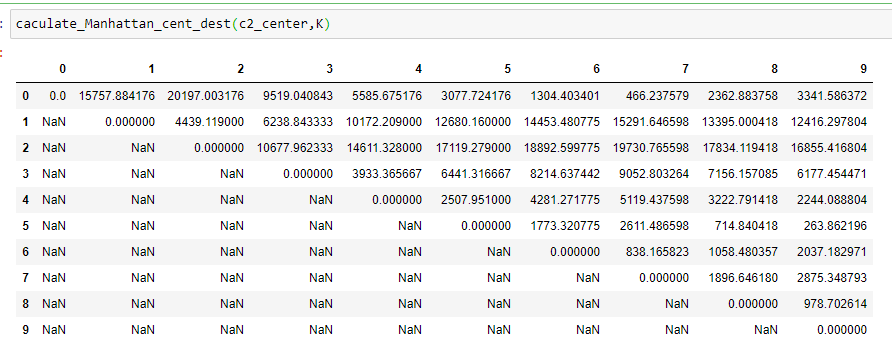 : caculate_Manhattan_cent_dest(c2_center,K)
:
0 1 2 3 4 5 6 7 8 9
0 0.0 15757.884176 20197.003176 9519.040843 5585.675176 3077.724176 1304.403401 466.237579 2362.883758 3341.586372
1 NaN 0.000000 4439.119000 6238.843333 10172.209000 12680.160000 14453.480775 15291.646598 13395.000418 12416.297804
2 NaN NaN 0.000000 10677.962333 14611.328000 17119.279000 18892.599775 19730.765598 17834.119418 16855.416804
3 NaN NaN NaN 0.000000 3933.365667 6441.316667 8214.637442 9052.803264 7156.157085 6177.454471
4 NaN NaN NaN NaN 0.000000 2507.951000 4281.271775 5119.437598 3222.791418 2244.088804
5 NaN NaN NaN NaN NaN 0.000000 1773.320775 2611.486598 714.840418 263.862196
6 NaN NaN NaN NaN NaN NaN 0.000000 838.165823 1058.480357 2037.182971
7 NaN NaN NaN NaN NaN NaN NaN 0.000000 1896.646180 2875.348793
8 NaN NaN NaN NaN NaN NaN NaN NaN 0.000000 978.702614
9 NaN NaN NaN NaN NaN NaN NaN NaN NaN 0.000000